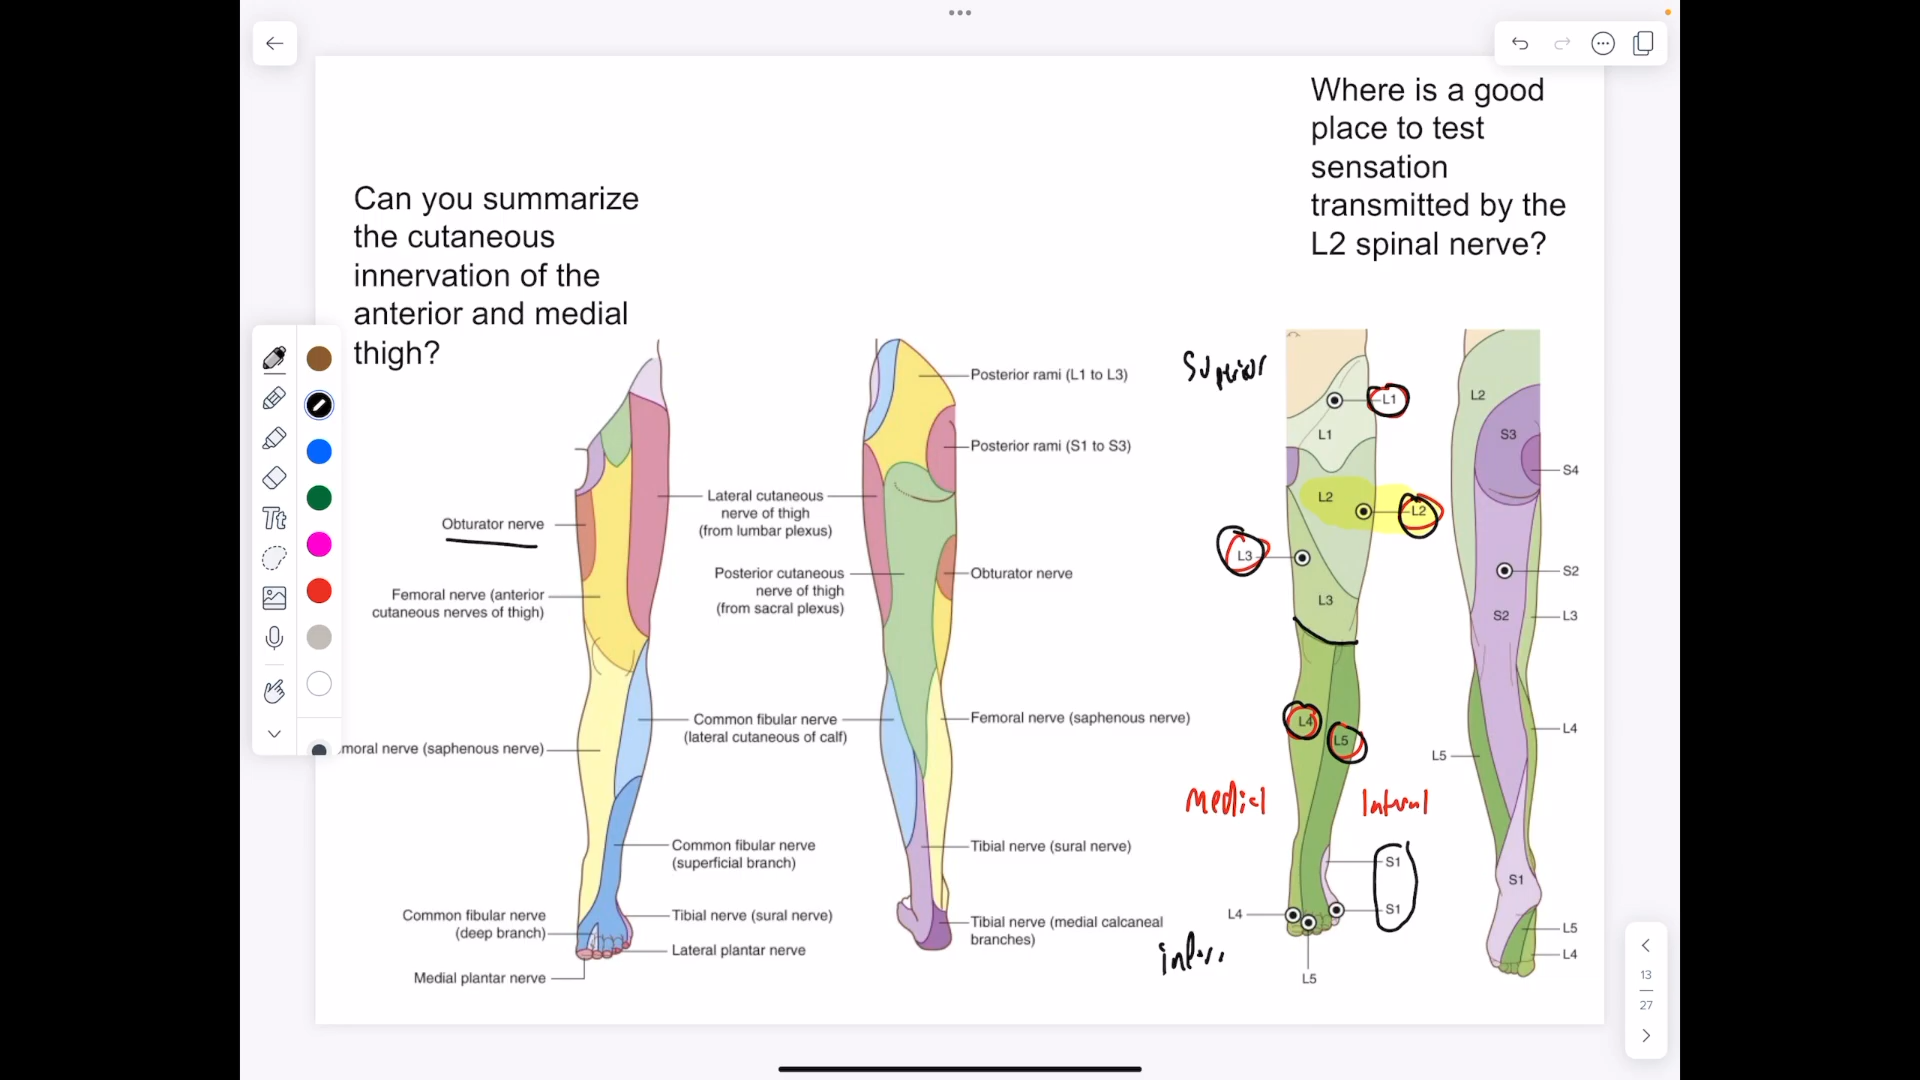 Where is a good
place to test
sensation
transmitted by the
L2 spinal nerve?
Can you summarize
the cutaneous
innervation of the
anterior and medial
thigh?
Obturator nerve
Femoral nerve (anterior
cutaneous nerves of thigh)
moral nerve (saphenous nerve)
Common fibular nerve
(deep branch)
Medial plantar nerve
Lateral cutaneous
nerve of thigh
(from lumbar plexus)
Posterior cutaneous
nerve of thigh
(from sacral plexus)
Common fibular nerve
(lateral cutaneous of calf)
Common fibular nerve
(superficial branch)
Tibial nerve (sural nerve)
Lateral plantar nerve
Posterior rami (L1 to L3)
Posterior rami (S1 to S3)
Obturator nerve
Femoral nerve (saphenous nerve)
Tibial nerve (sural nerve)
Tibial nerve (medial calcaneal
branches)
Superior
L1
L1
L2
L2
L3
L3
L4
L5
Medial
S1
S1
L4
L5
L2
S3
S4
S2
S2
L3
L4
L5
S1
L5
L4
Tt
13
27